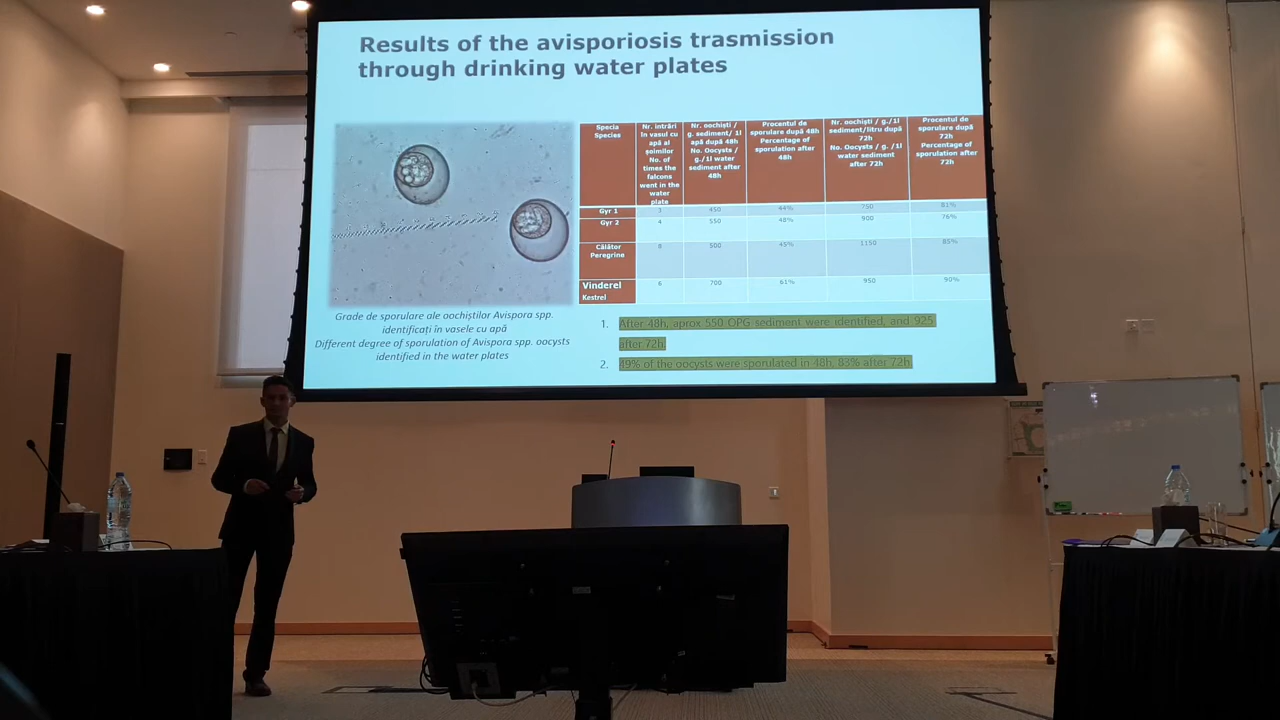 Results of the avisporiosis trasmission
through drinking water plates
Specia
Species
Nr. intrări
în vasul cu
apă al
șoimilor
No. of
times the
falcons
went in the
water
plate
Nr. oochiști /
g. sediment/ 1l
apă după 48h
No. Oocysts /
g./1l water
sediment after
48h
Procentul de
sporulare după 48h
Percentage of
sporulation after
48h
Nr. oochiști / g./1l
sediment/litru după
72h
No. Oocysts / g. /1l
water sediment
after 72h
Procentul de
sporulare după
72h
Percentage of
sporulation after
72h
Gyr 1 3 450 44% 750 81%
Gyr 2 4 550 48% 900 76%
Călător
Peregrine 8 500 45% 1150 85%
Vinderel
Kestrel 6 700 61% 950 90%
Grade de sporulare ale oochiștilor Avispora spp.
identificați în vasele cu apă
Different degree of sporulation of Avispora spp. oocysts
identified in the water plates
1. After 48h, aprox 550 OPG sediment were identified, and 925
after 72h.
2. 49% of the oocysts were sporulated in 48h, 83% after 72h